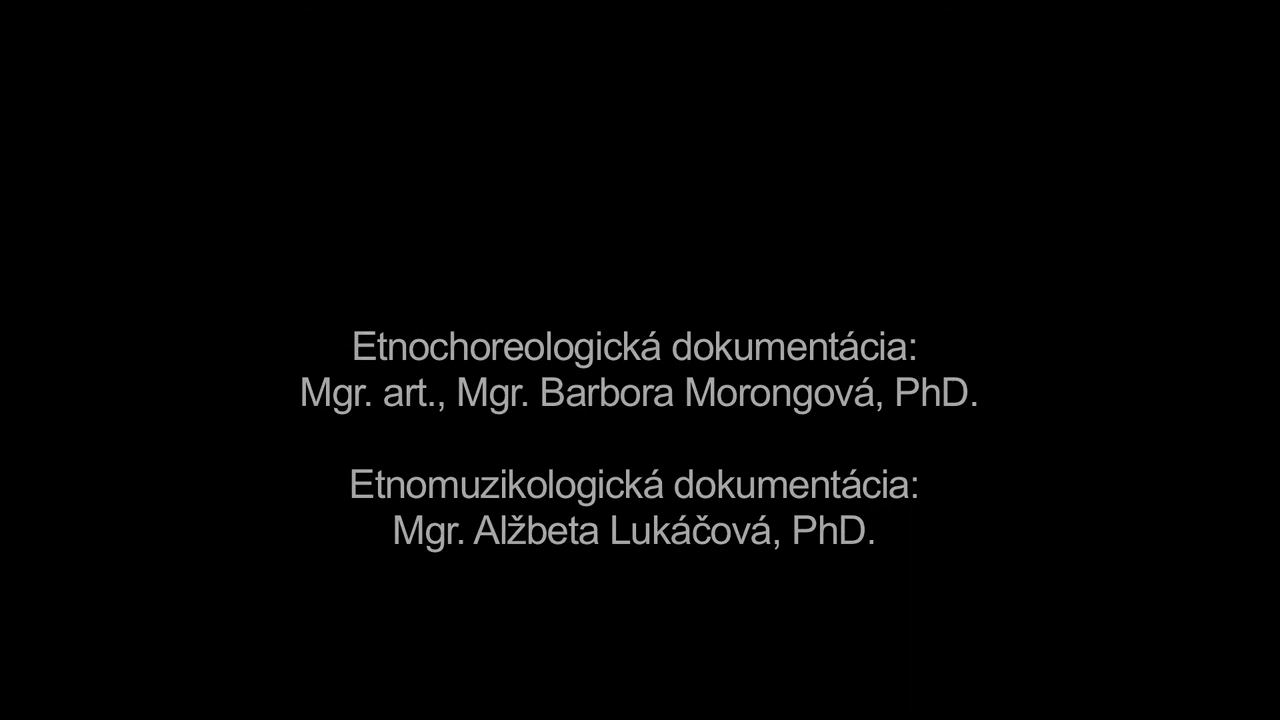 Etnochoreologická dokumentácia:
Mgr. art., Mgr. Barbora Morongová, PhD.
Etnomuzikologická dokumentácia:
Mgr. Alžbeta Lukáčová, PhD.